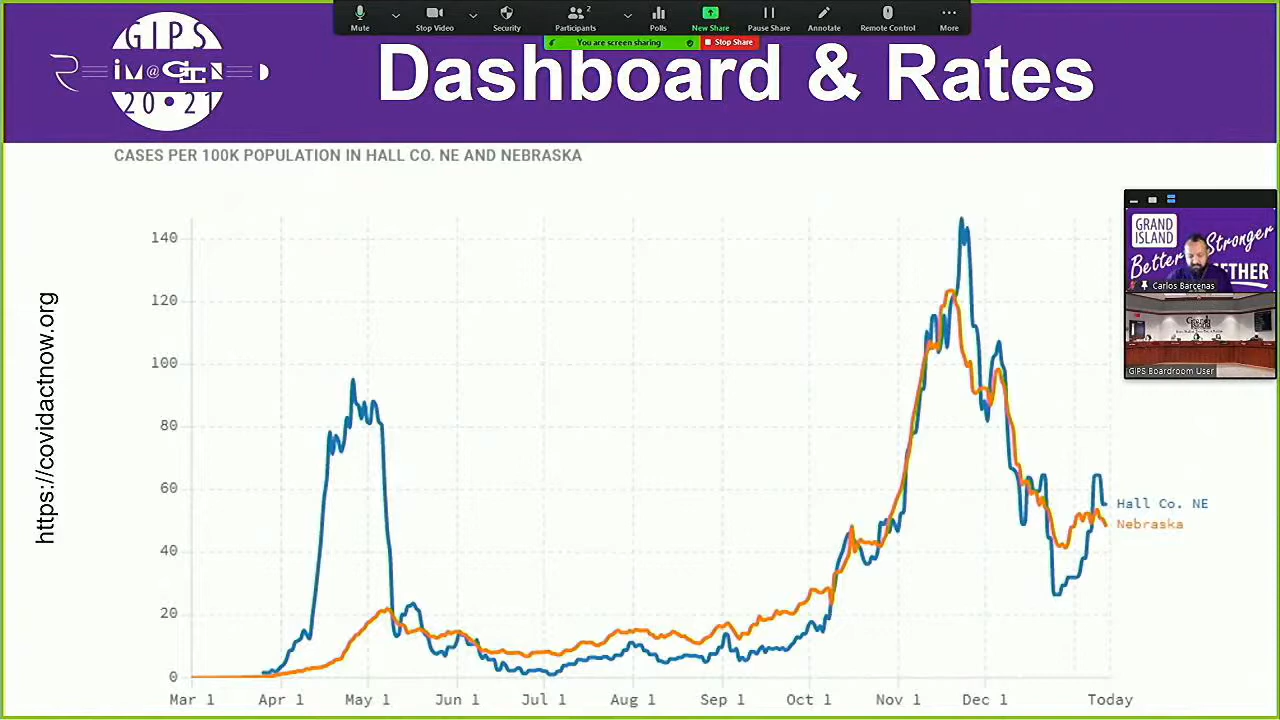 Mute
Stop Video
Security
Participants
2
Polls
New Share
Pause Share
Annotate
Remote Control
More
You are screen sharing
Stop Share
GIPS
20 21
Dashboard & Rates
CASES PER 100K POPULATION IN HALL CO. NE AND NEBRASKA
https://covidactnow.org
140
120
100
80
60
40
20
0
Mar 1
Apr 1
May 1
Jun 1
Jul 1
Aug 1
Sep 1
Oct 1
Nov 1
Dec 1
Today
Hall Co. NE
Nebraska
GRAND
ISLAND
Better
Stronger
ETHER
Carlos Barcenas
GIPS Boardroom User